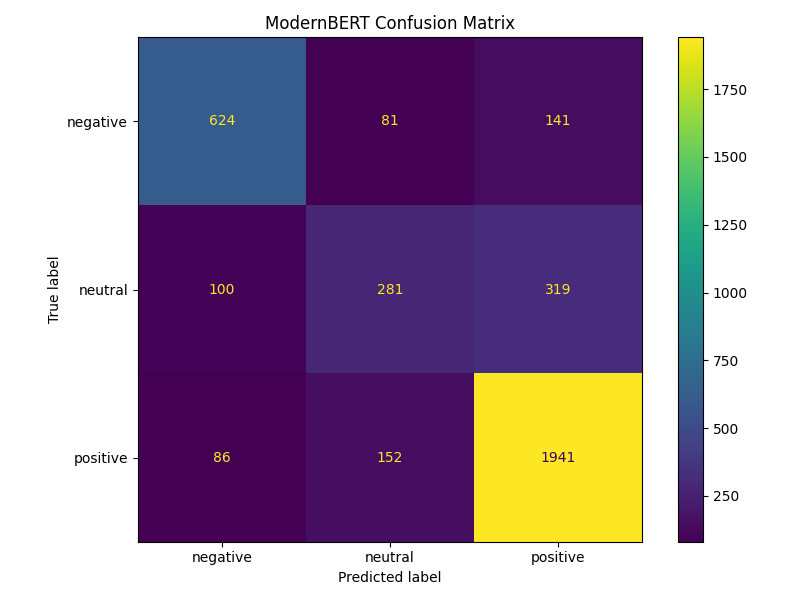 ModernBERT Confusion Matrix
negative 624 81 141
neutral 100 281 319
positive 86 152 1941
negative neutral positive
Predicted label
True label
1750
1500
1250
1000
750
500
250